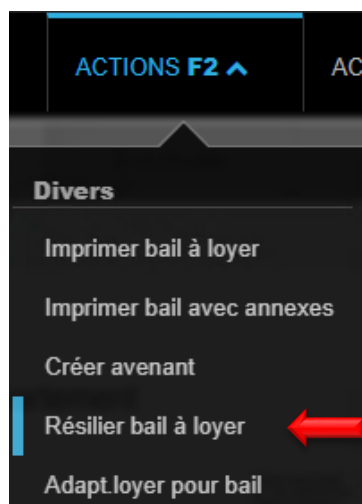 ACTIONS F2 AC
Divers
Imprimer bail à loyer
Imprimer bail avec annexes
Créer avenant
Résilier bail à loyer
Adapt.loyer pour bail